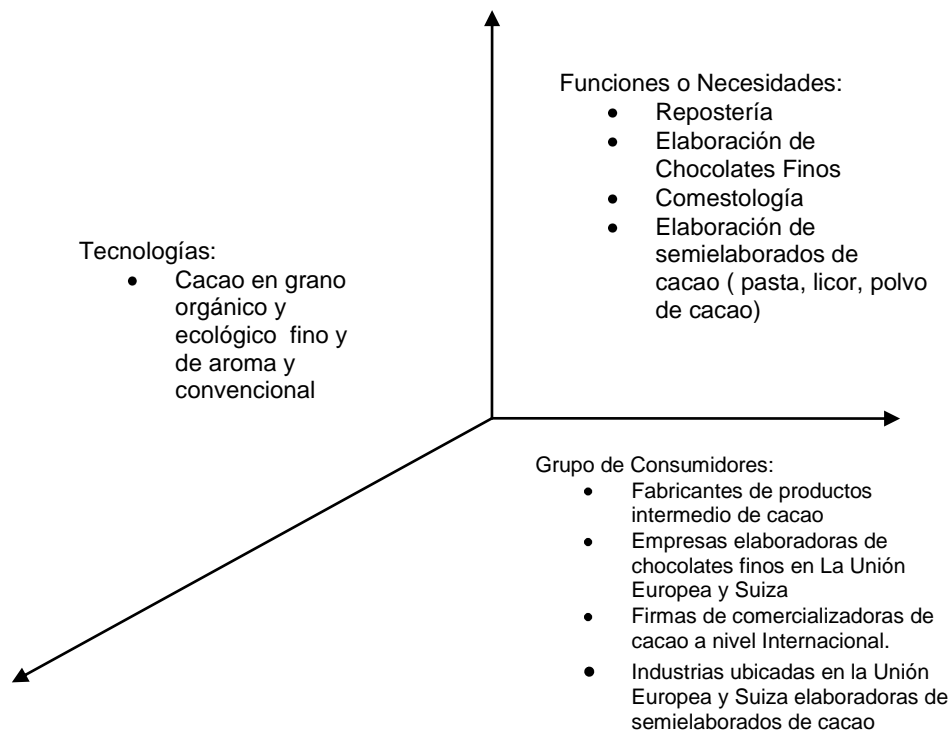 Funciones o Necesidades:
• Repostería
• Elaboración de
Chocolates Finos
• Comestología
• Elaboración de
semielaborados de
cacao ( pasta, licor, polvo
de cacao)
Tecnologías:
• Cacao en grano
orgánico y
ecológico fino y
de aroma y
convencional
Grupo de Consumidores:
• Fabricantes de productos
intermedio de cacao
• Empresas elaboradoras de
chocolates finos en La Unión
Europea y Suiza
• Firmas de comercializadoras de
cacao a nivel Internacional.
• Industrias ubicadas en la Unión
Europea y Suiza elaboradoras de
semielaborados de cacao